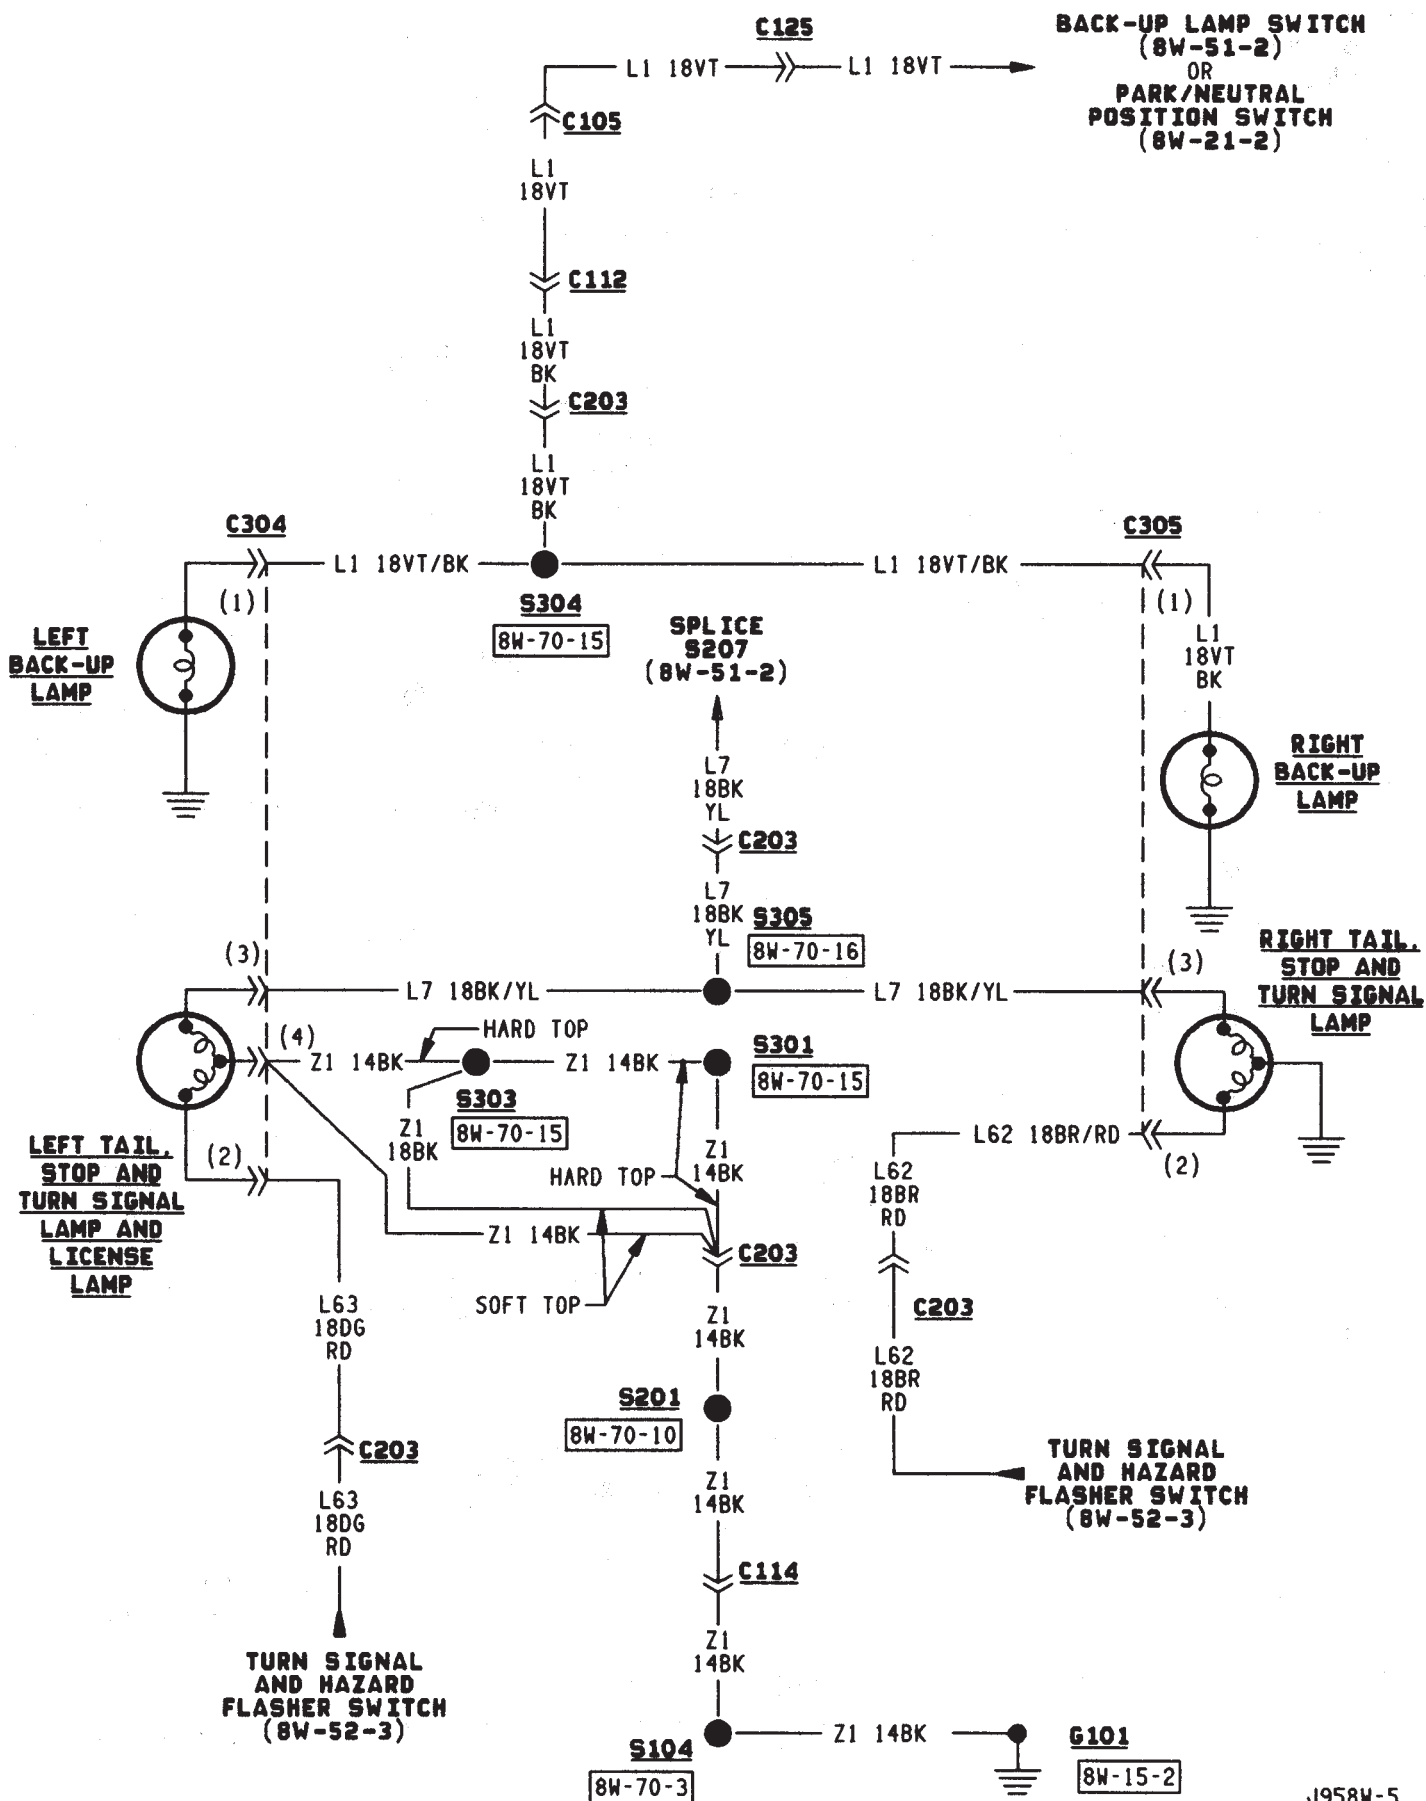 C125
BACK-UP LAMP SWITCH
(8W-51-2)
OR
PARK/NEUTRAL
POSITION SWITCH
(8W-21-2)
L1 18VT
L1 18VT
C105
L1
18VT
C112
L1
18VT
BK
C203
L1
18VT
BK
C304
C305
L1 18VT/BK
L1 18VT/BK
(1)
(1)
S304
8W-70-15
LEFT
BACK-UP
LAMP
SPLICE
S207
(8W-51-2)
L1
18VT
BK
RIGHT
BACK-UP
LAMP
L7
18BK
YL
C203
L7
18BK
YL
S305
8W-70-16
(3)
(3)
RIGHT TAIL,
STOP AND
TURN SIGNAL
LAMP
L7 18BK/YL
L7 18BK/YL
(4)
HARD TOP
Z1 14BK
Z1 14BK
S301
8W-70-15
S303
8W-70-15
Z1
18BK
LEFT TAIL,
STOP AND
TURN SIGNAL
LAMP AND
LICENSE
LAMP
(2)
HARD TOP
Z1
14BK
L62 18BR/RD
(2)
L62
18BR
RD
Z1 14BK
C203
SOFT TOP
L63
18DG
RD
Z1
14BK
C203
L62
18BR
RD
S201
8W-70-10
C203
TURN SIGNAL
AND HAZARD
FLASHER SWITCH
(8W-52-3)
L63
18DG
RD
Z1
14BK
C114
Z1
14BK
TURN SIGNAL
AND HAZARD
FLASHER SWITCH
(8W-52-3)
S104
8W-70-3
Z1 14BK
G101
8W-15-2
J958W-5